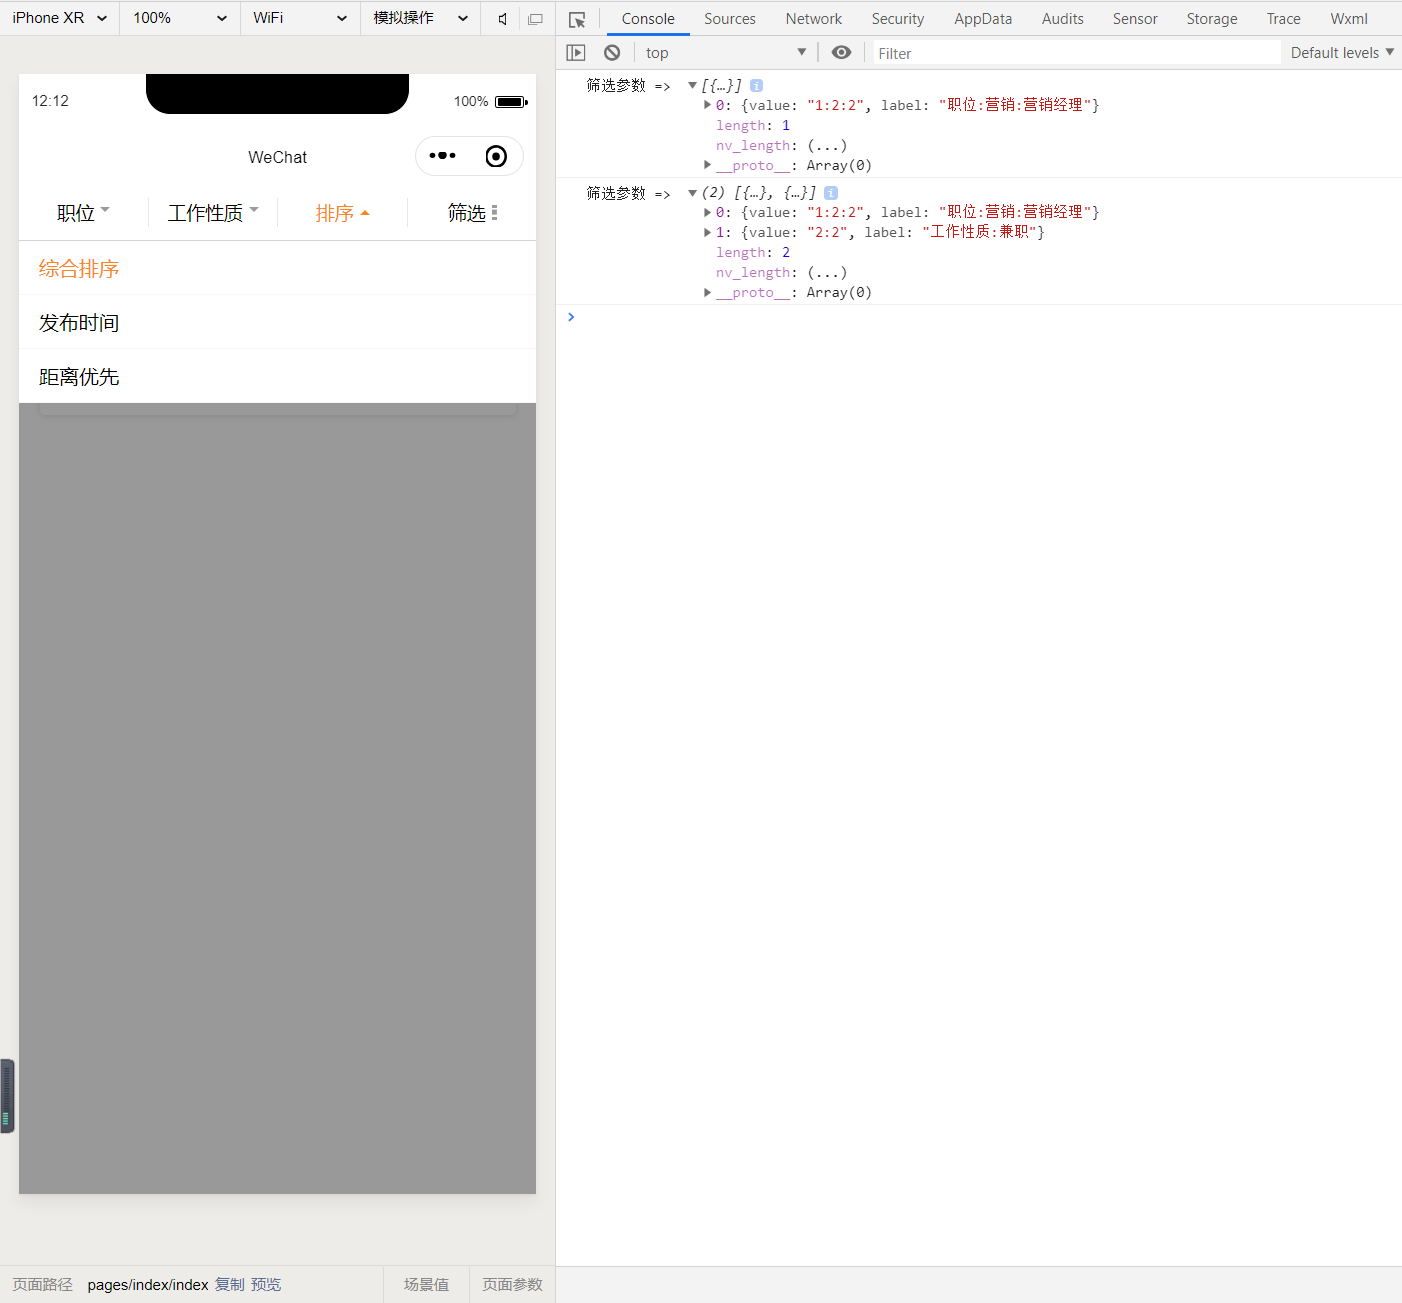 iPhone XR 100% WiFi 模拟操作
12:12 100%
WeChat
职位 工作性质 排序 筛选
综合排序
发布时间
距离优先
页面路径 pages/index/index 复制 预览 场景值 页面参数
Console Sources Network Security AppData Audits Sensor Storage Trace Wxml
top Filter Default levels
筛选参数 => [{…}] i
0: {value: "1:2:2", label: "职位:营销:营销经理"}
length: 1
nv_length: (...)
__proto__: Array(0)
筛选参数 => (2) [{…}, {…}] i
0: {value: "1:2:2", label: "职位:营销:营销经理"}
1: {value: "2:2", label: "工作性质:兼职"}
length: 2
nv_length: (...)
__proto__: Array(0)